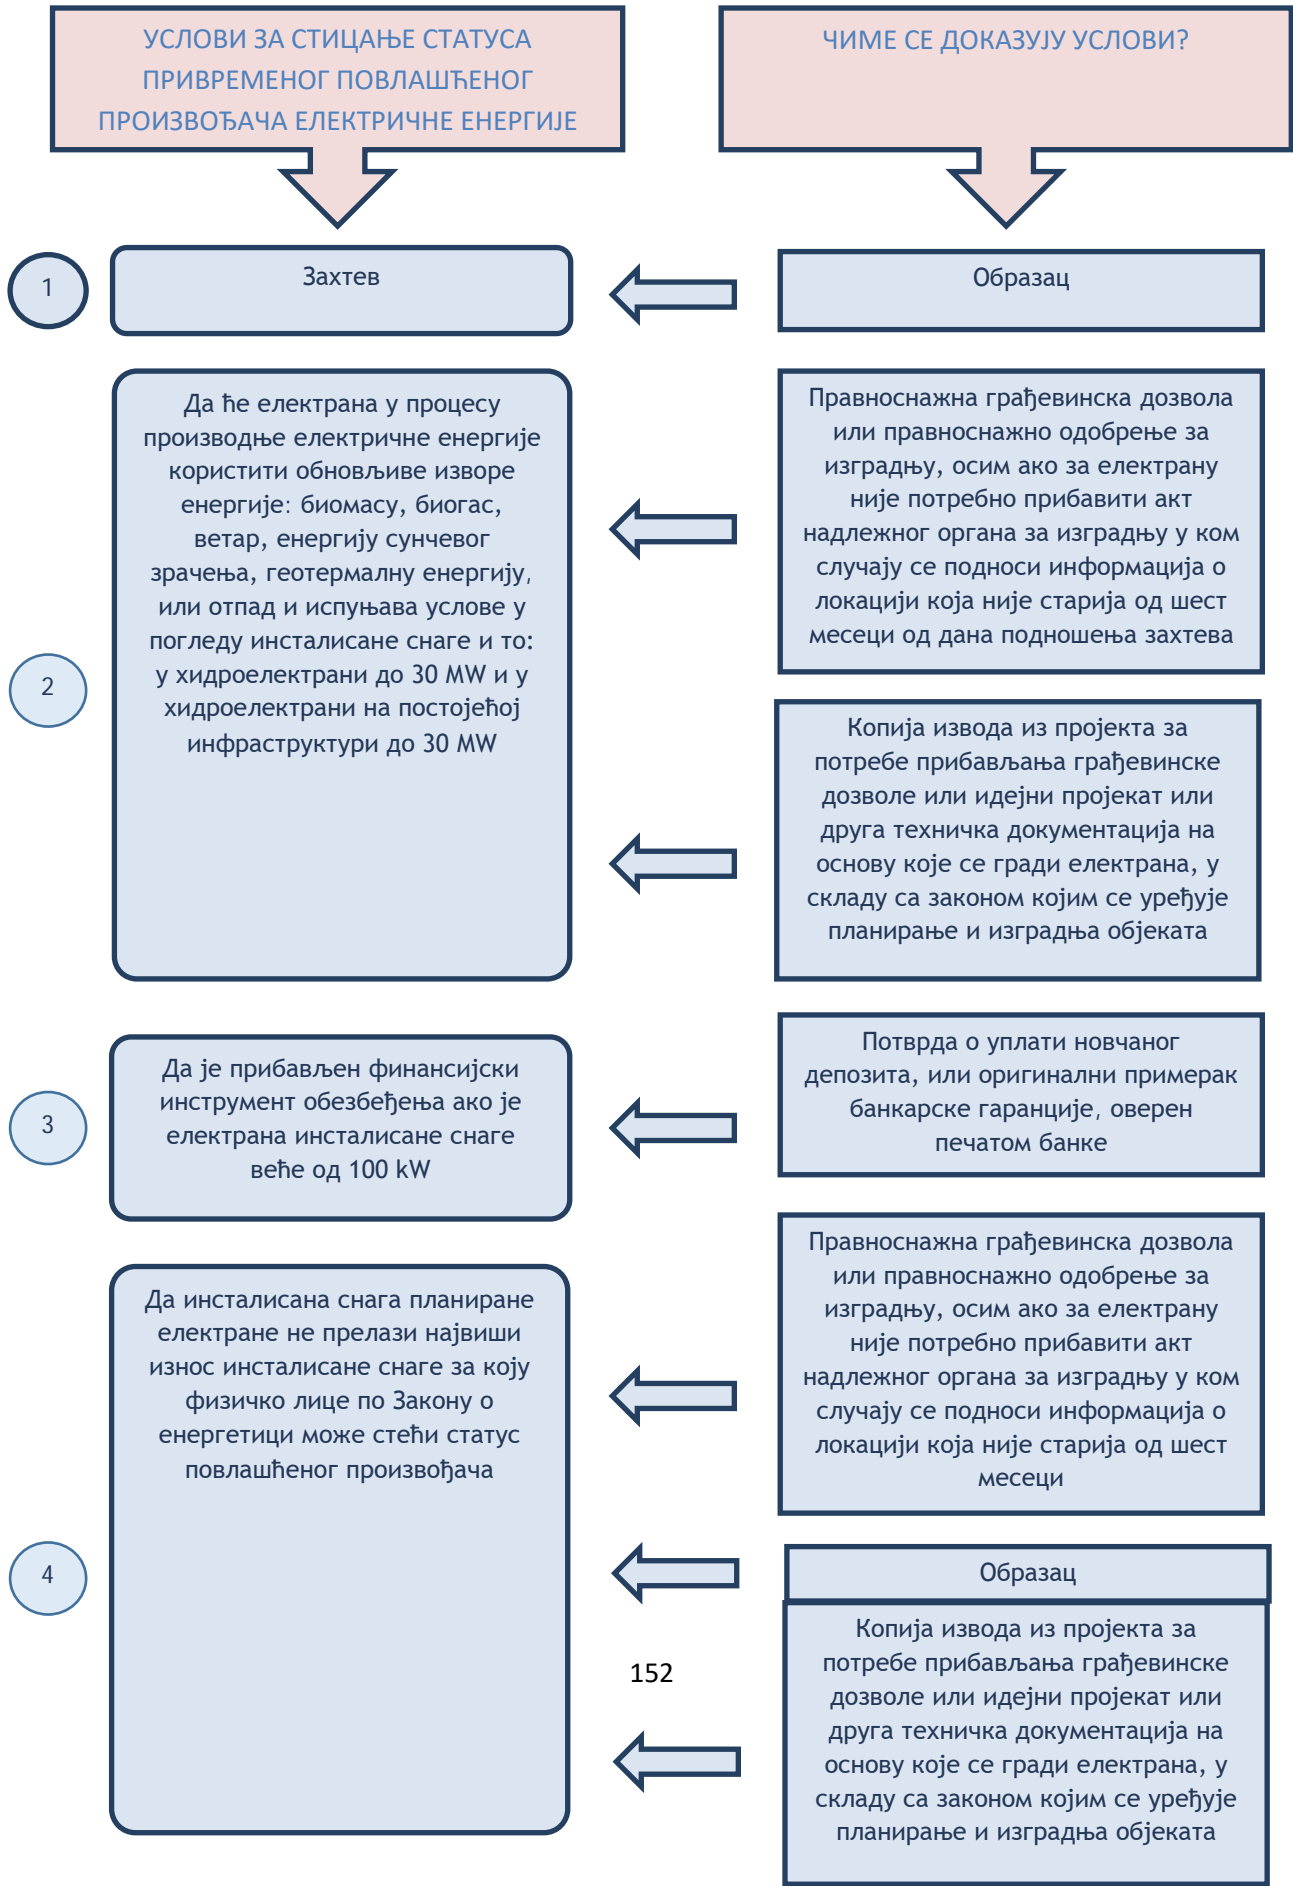 УСЛОВИ ЗА СТИЦАЊЕ СТАТУСА
ПРИВРЕМЕНОГ ПОВЛАШЋЕНОГ
ПРОИЗВОЂАЧА ЕЛЕКТРИЧНЕ ЕНЕРГИЈЕ
ЧИМЕ СЕ ДОКАЗУЈУ УСЛОВИ?
1
Захтев
Образац
2
Да ће електрана у процесу
производње електричне енергије
користити обновљиве изворе
енергије: биомасу, биогас,
ветар, енергију сунчевог
зрачења, геотермалну енергију,
или отпад и испуњава услове у
погледу инсталисане снаге и то:
у хидроелектрани до 30 MW и у
хидроелектрани на постојећој
инфраструктури до 30 MW
Правноснажна грађевинска дозвола
или правноснажно одобрење за
изградњу, осим ако за електрану
није потребно прибавити акт
надлежног органа за изградњу у ком
случају се подноси информација о
локацији која није старија од шест
месеци од дана подношења захтева
Копија извода из пројекта за
потребе прибављања грађевинске
дозволе или идејни пројекат или
друга техничка документација на
основу које се гради електрана, у
складу са законом којим се уређује
планирање и изградња објеката
3
Да је прибављен финансијски
инструмент обезбеђења ако је
електрана инсталисане снаге
веће од 100 kW
Потврда о уплати новчаног
депозита, или оригинални примерак
банкарске гаранције, оверен
печатом банке
4
Да инсталисана снага планиране
електране не прелази највиши
износ инсталисане снаге за коју
физичко лице по Закону о
енергетици може стећи статус
повлашћеног произвођача
Правноснажна грађевинска дозвола
или правноснажно одобрење за
изградњу, осим ако за електрану
није потребно прибавити акт
надлежног органа за изградњу у ком
случају се подноси информација о
локацији која није старија од шест
месеци
Образац
Копија извода из пројекта за
потребе прибављања грађевинске
дозволе или идејни пројекат или
друга техничка документација на
основу које се гради електрана, у
складу са законом којим се уређује
планирање и изградња објеката
152